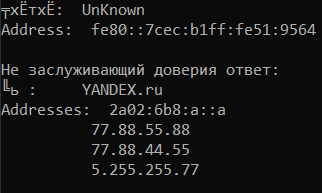 ╤хЁтхЁ:  UnKnown
Address:  fe80::7cec:b1ff:fe51:9564

Не заслуживающий доверия ответ:
╚ь :     YANDEX.ru
Addresses:  2a02:6b8:a::a
          77.88.55.88
          77.88.44.55
          5.255.255.77